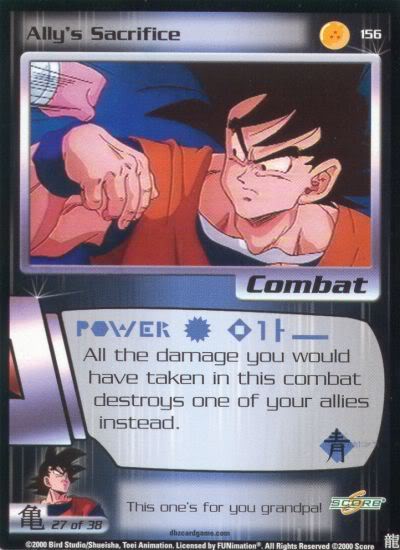 Ally's Sacrifice
156
Combat
POWER
All the damage you would
have taken in this combat
destroys one of your allies
instead.
青
亀
27 of 38
This one's for you grandpa!
SCORE
dbzcardgame.com
©2000 Bird Studio/Shueisha, Toei Animation. Licensed by FUNimation®. All Rights Reserved ©2000 Score
龍